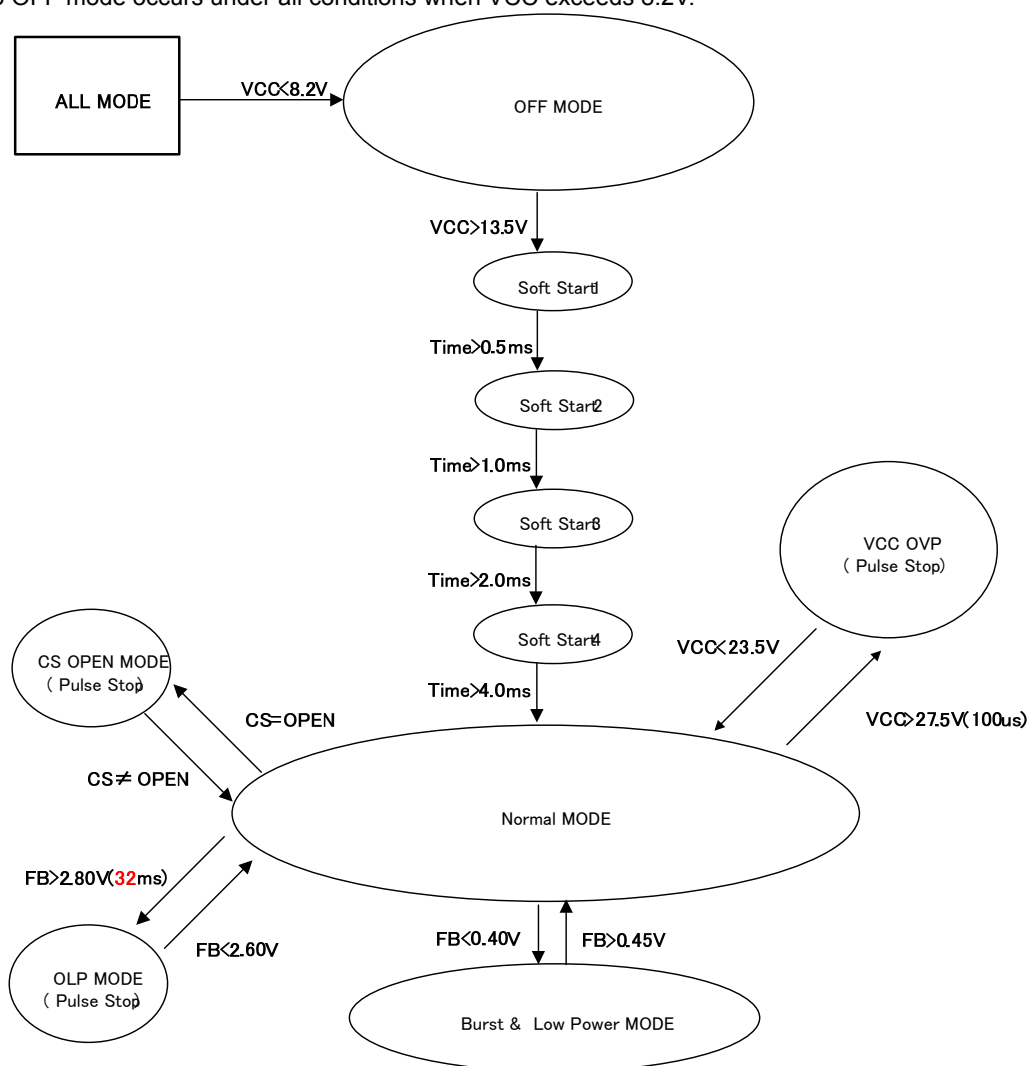 OFF mode occurs under all conditions when VCC exceeds 8.2V.
ALL MODE
VCC<8.2V
OFF MODE
VCC>13.5V
Soft Start1
Time>0.5ms
Soft Start2
Time>1.0ms
Soft Start3
Time>2.0ms
Soft Start4
Time>4.0ms
VCC OVP
( Pulse Stop)
VCC<23.5V
VCC>27.5V(100us)
CS OPEN MODE
( Pulse Stop)
CS=OPEN
CS≠ OPEN
Normal MODE
FB>2.80V(32ms)
FB<2.60V
OLP MODE
( Pulse Stop)
FB<0.40V
FB>0.45V
Burst & Low Power MODE